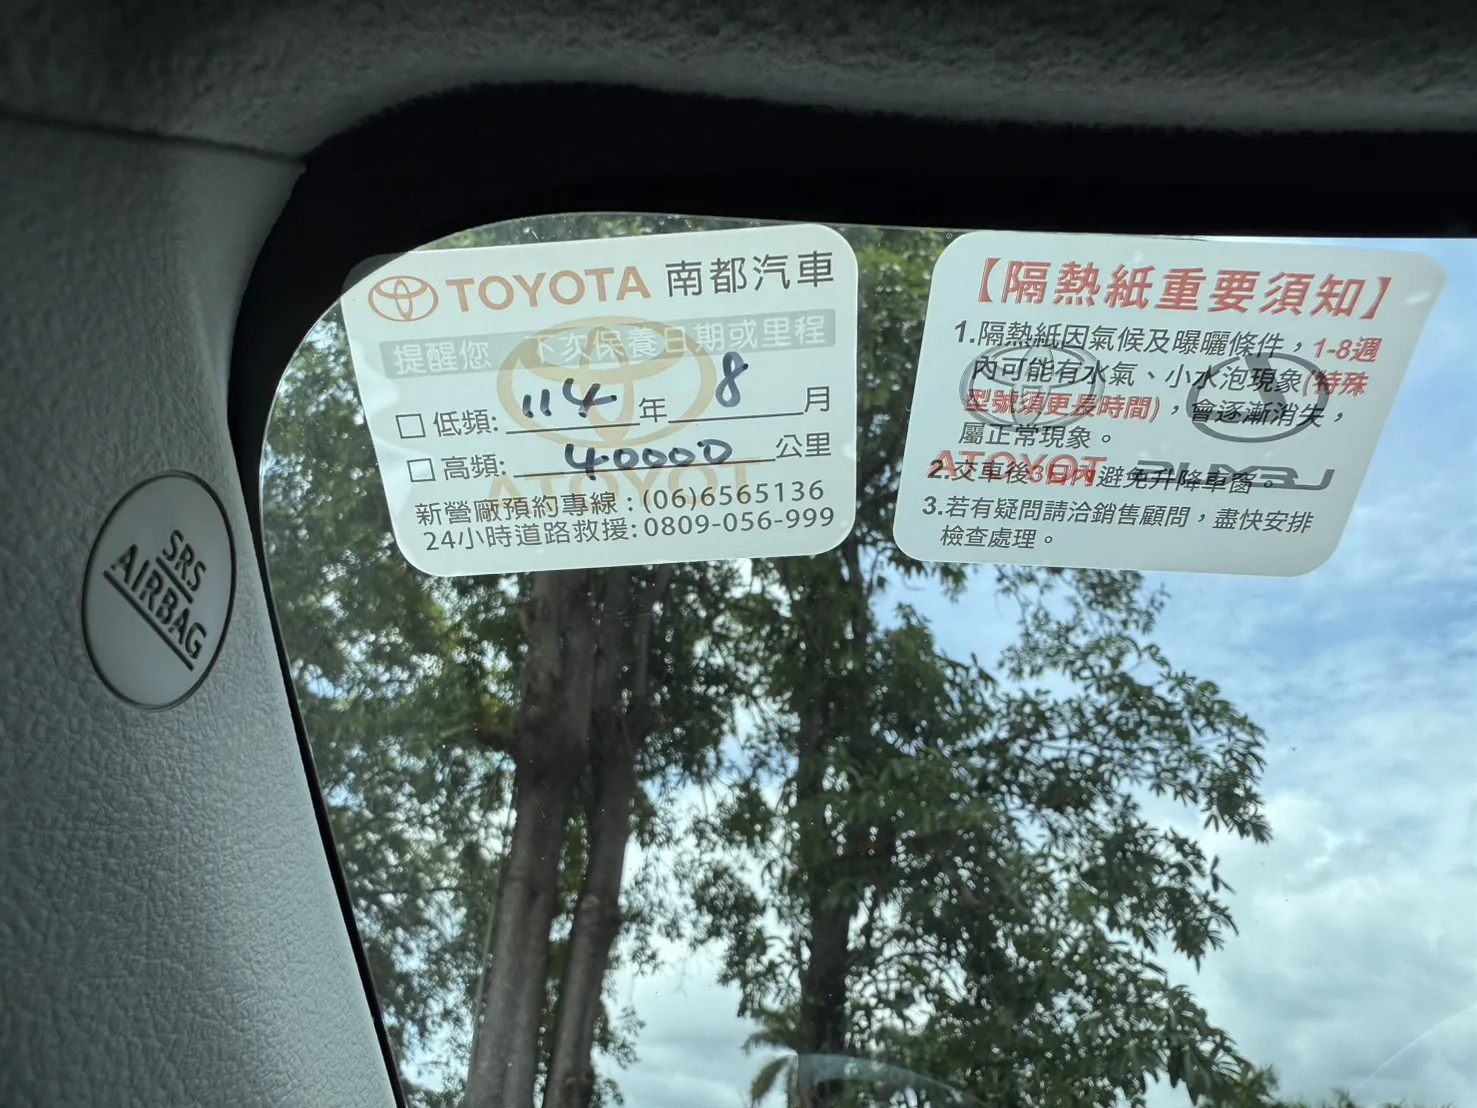 TOYOTA 南都汽車
提醒您 下次保養日期或里程
□ 低頻: 114 年 8 月
□ 高頻: 40000 公里
新營廠預約專線：(06)6565136
24小時道路救援: 0809-056-999
【隔熱紙重要須知】
1.隔熱紙因氣候及曝曬條件，1-8週
內可能有水氣、小水泡現象(特殊
型號須更長時間)，會逐漸消失，
屬正常現象。
2.交車後3日內避免升降車窗。
3.若有疑問請洽銷售顧問，盡快安排
檢查處理。
SRS
AIRBAG